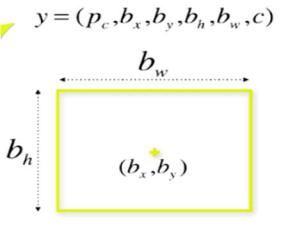 y = (p_c, b_x, b_y, b_h, b_w, c)
b_w
b_h
(b_x, b_y)